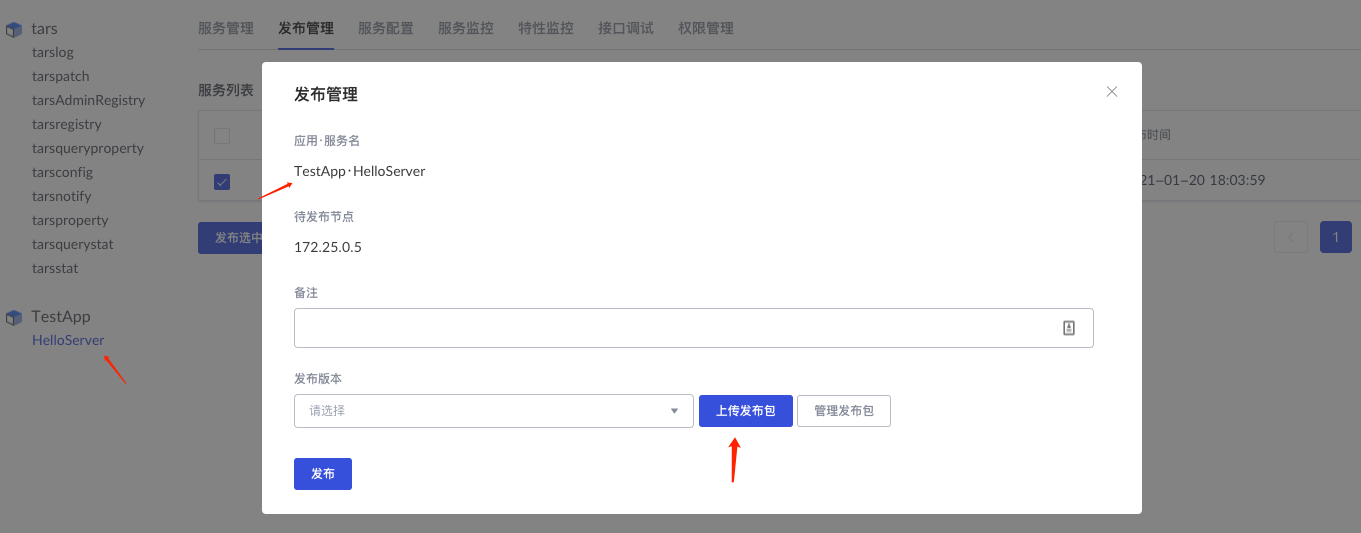 tars
tarslog
tarspatch
tarsAdminRegistry
tarsregistry
tarsqueryproperty
tarsconfig
tarsnotify
tarsproperty
tarsquerystat
tarsstat
TestApp
HelloServer
服务管理 发布管理 服务配置 服务监控 特性监控 接口调试 权限管理
服务列表
布时间
21-01-20 18:03:59
发布选中
1
发布管理
应用·服务名
TestApp·HelloServer
待发布节点
172.25.0.5
备注
发布版本
请选择 上传发布包 管理发布包
发布